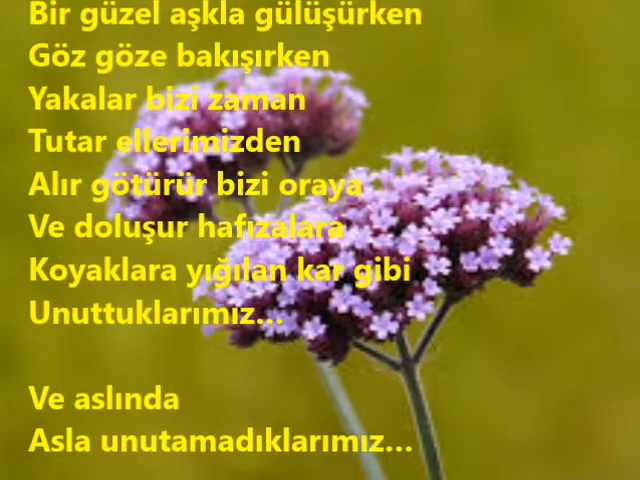 Bir güzel aşkla gülüşürken
Göz göze bakışırken
Yakalar bizi zaman
Tutar ellerimizden
Alır götürür bizi oraya
Ve doluşur hafızalara
Koyaklara yığılan kar gibi
Unuttuklarımız...
Ve aslında
Asla unutamadıklarımız...